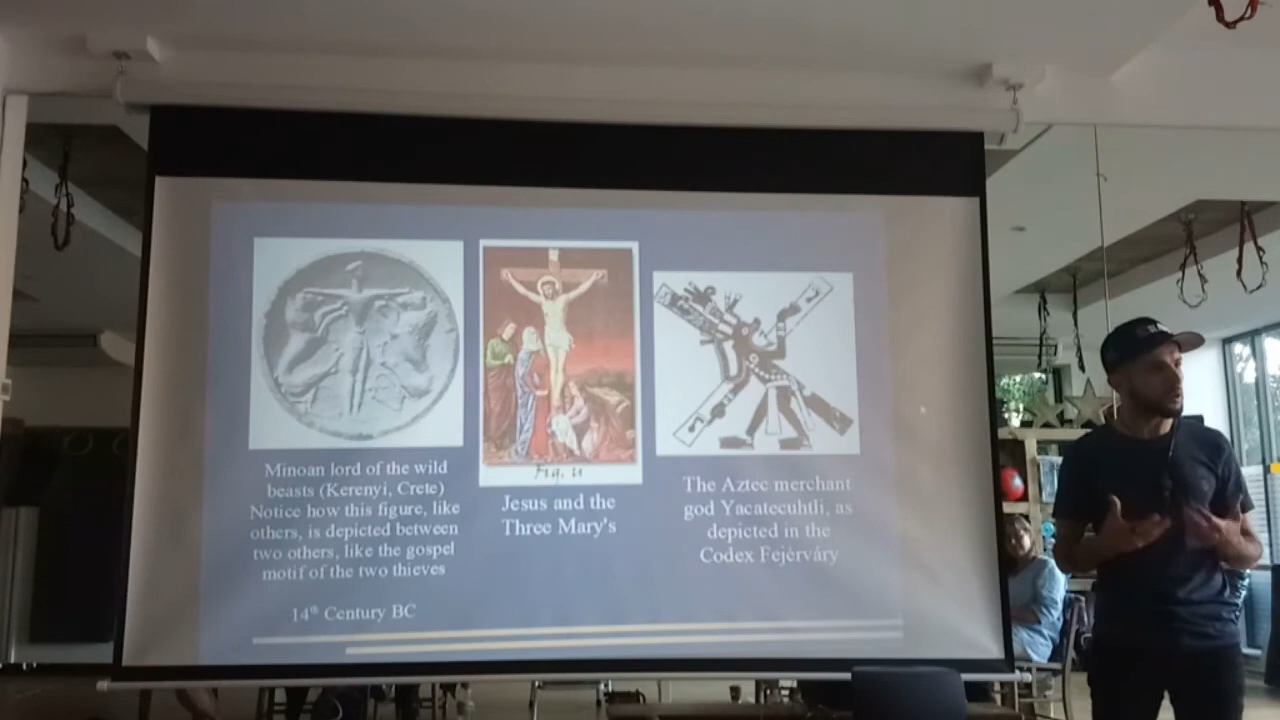 Minoan lord of the wild
beasts (Kerenyi, Crete)
Notice how this figure, like
others, is depicted between
two others, like the gospel
motif of the two thieves
14th Century BC
Fig. 11
Jesus and the
Three Mary's
The Aztec merchant
god Yacatecuhtli, as
depicted in the
Codex Fejérváry